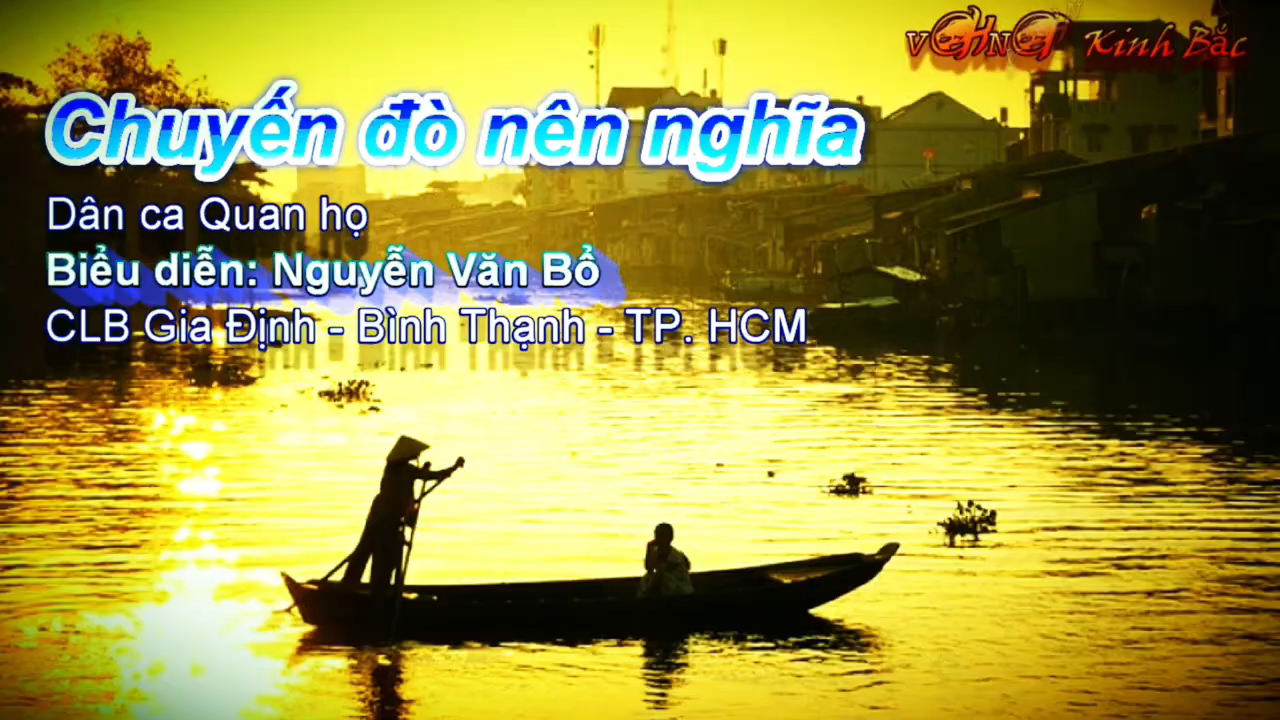 Kinh Bắc
Chuyến đò nên nghĩa
Dân ca Quan họ
Biểu diễn: Nguyễn Văn Bổ
CLB Gia Định - Bình Thạnh - TP. HCM